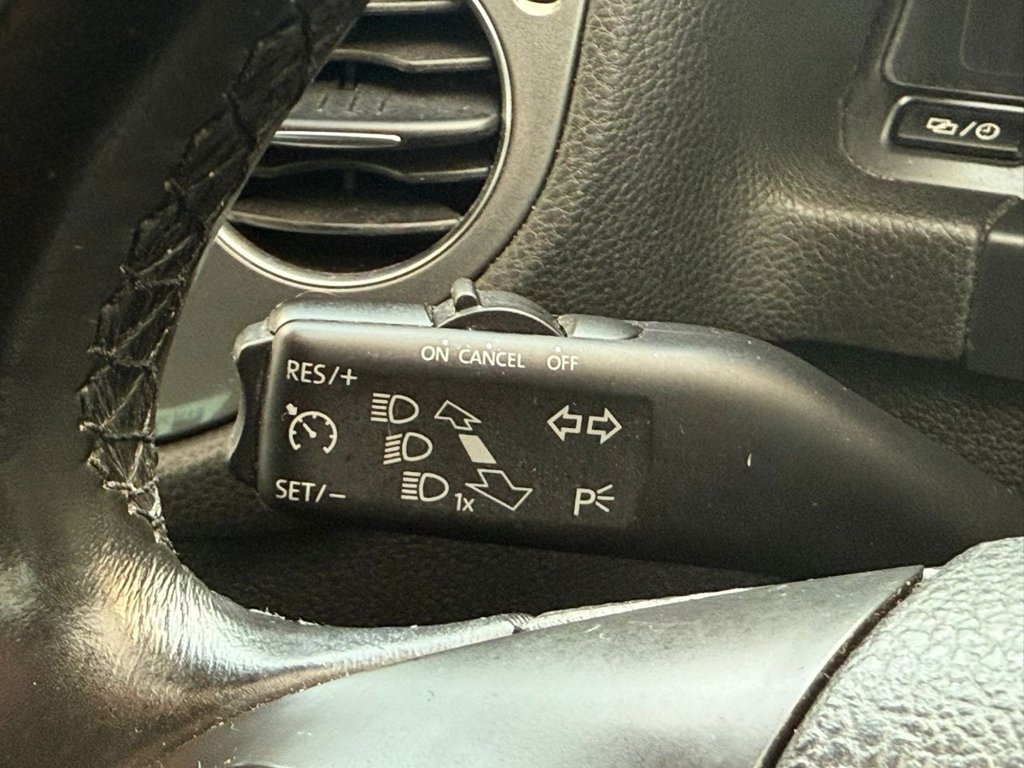 ON CANCEL OFF
RES/+
SET/-
1x
P